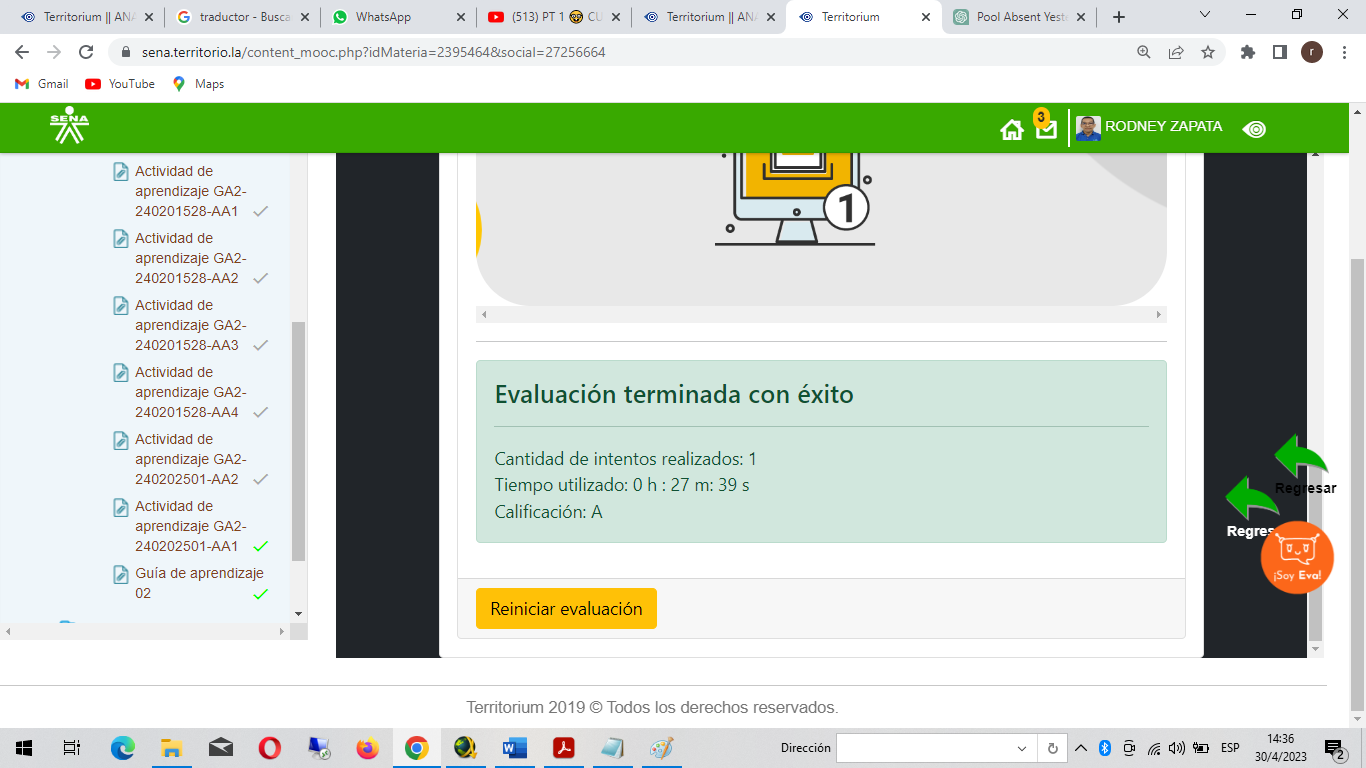 Territorium || ANA
traductor - Busca
WhatsApp
(513) PT 1 🤓 CU
Territorium || ANA
Territorium
Pool Absent Yest
sena.territorio.la/content_mooc.php?idMateria=2395464&social=27256664
r
Gmail
YouTube
Maps
SENA
3
RODNEY ZAPATA
Actividad de
aprendizaje GA2-
240201528-AA1
Actividad de
aprendizaje GA2-
240201528-AA2
Actividad de
aprendizaje GA2-
240201528-AA3
Actividad de
aprendizaje GA2-
240201528-AA4
Actividad de
aprendizaje GA2-
240202501-AA2
Actividad de
aprendizaje GA2-
240202501-AA1
Guía de aprendizaje
02
1
Evaluación terminada con éxito
Cantidad de intentos realizados: 1
Tiempo utilizado: 0 h : 27 m: 39 s
Calificación: A
Reiniciar evaluación
Regresar
Regres
¡Soy Eva!
Territorium 2019 © Todos los derechos reservados.
Dirección
ESP
14:36
30/4/2023
2